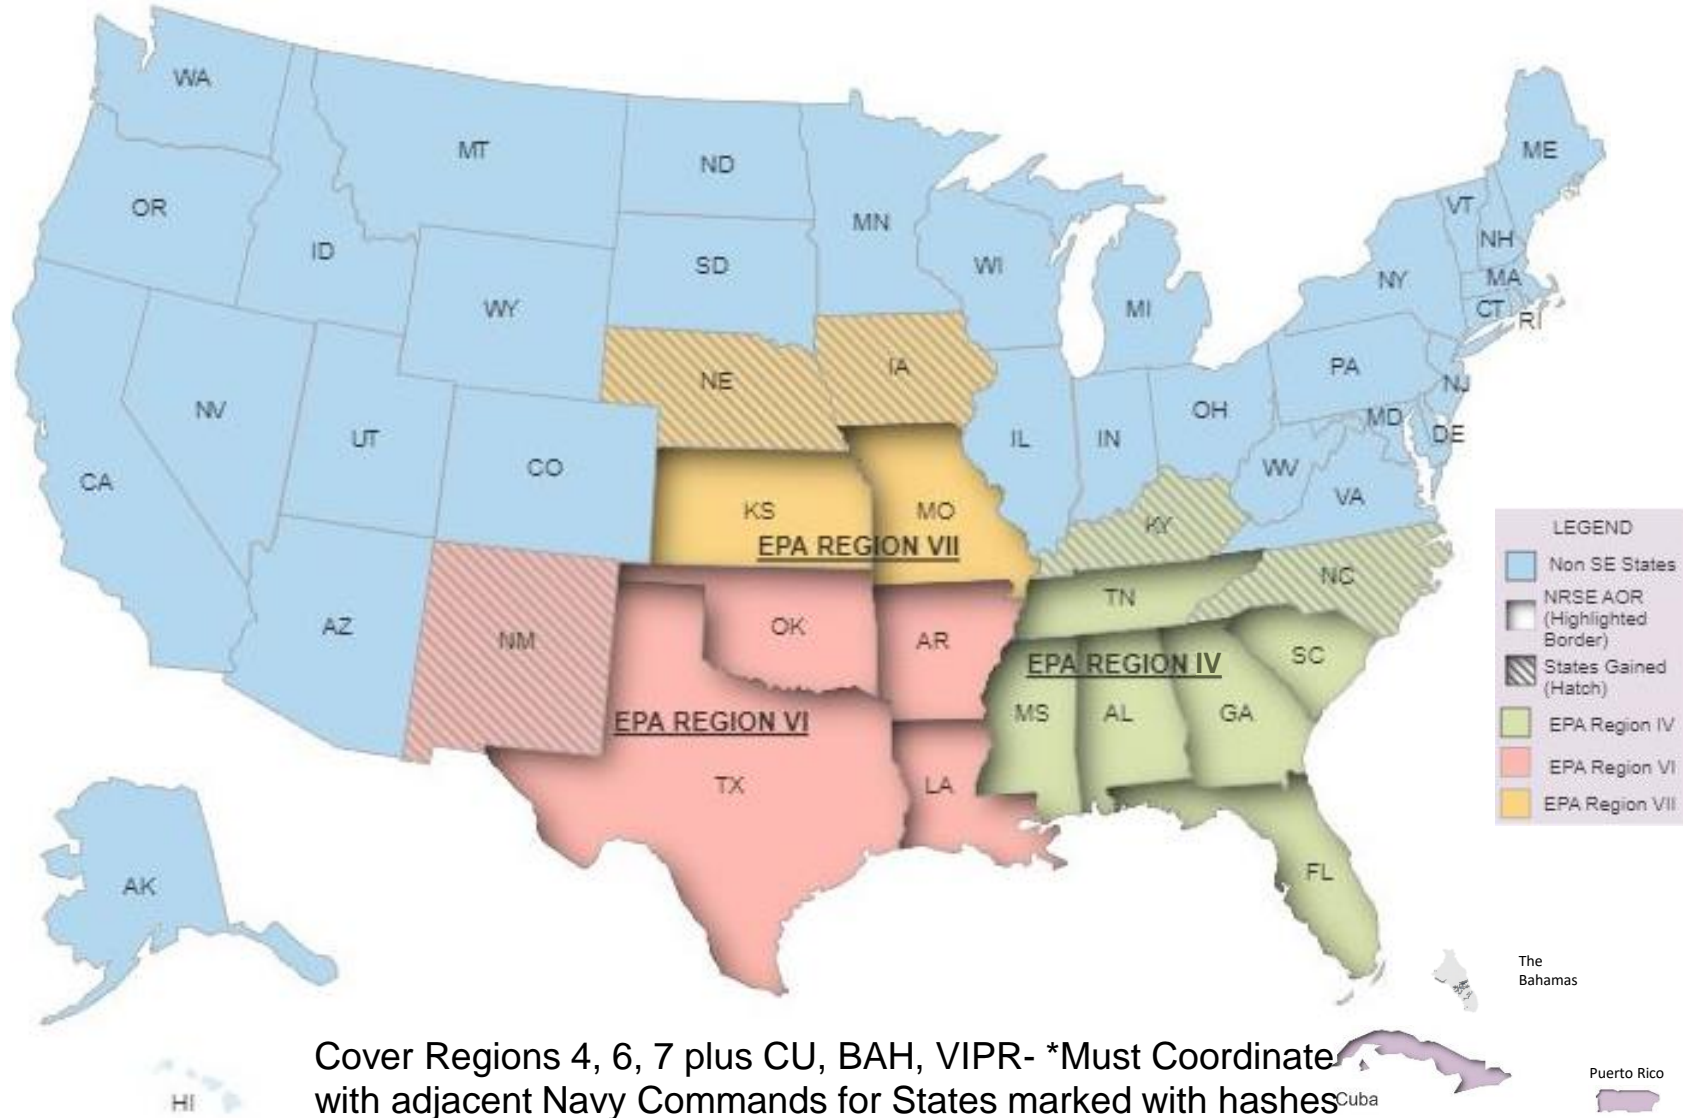 WA
MT
ND
ME
OR
ID
MN
VT
NH
SD
WI
NY
MA
WY
MI
CT
RI
NE
IA
PA
NJ
NV
UT
CO
IL
IN
OH
MD
DE
CA
WV
VA
KS
MO
KY
EPA REGION VII
NC
TN
AZ
NM
OK
AR
EPA REGION IV
SC
EPA REGION VI
MS
AL
GA
TX
LA
FL
AK
HI
LEGEND
Non SE States
NRSE AOR
(Highlighted
Border)
States Gained
(Hatch)
EPA Region IV
EPA Region VI
EPA Region VII
The
Bahamas
Cover Regions 4, 6, 7 plus CU, BAH, VIPR- *Must Coordinate
with adjacent Navy Commands for States marked with hashes
Cuba
Puerto Rico